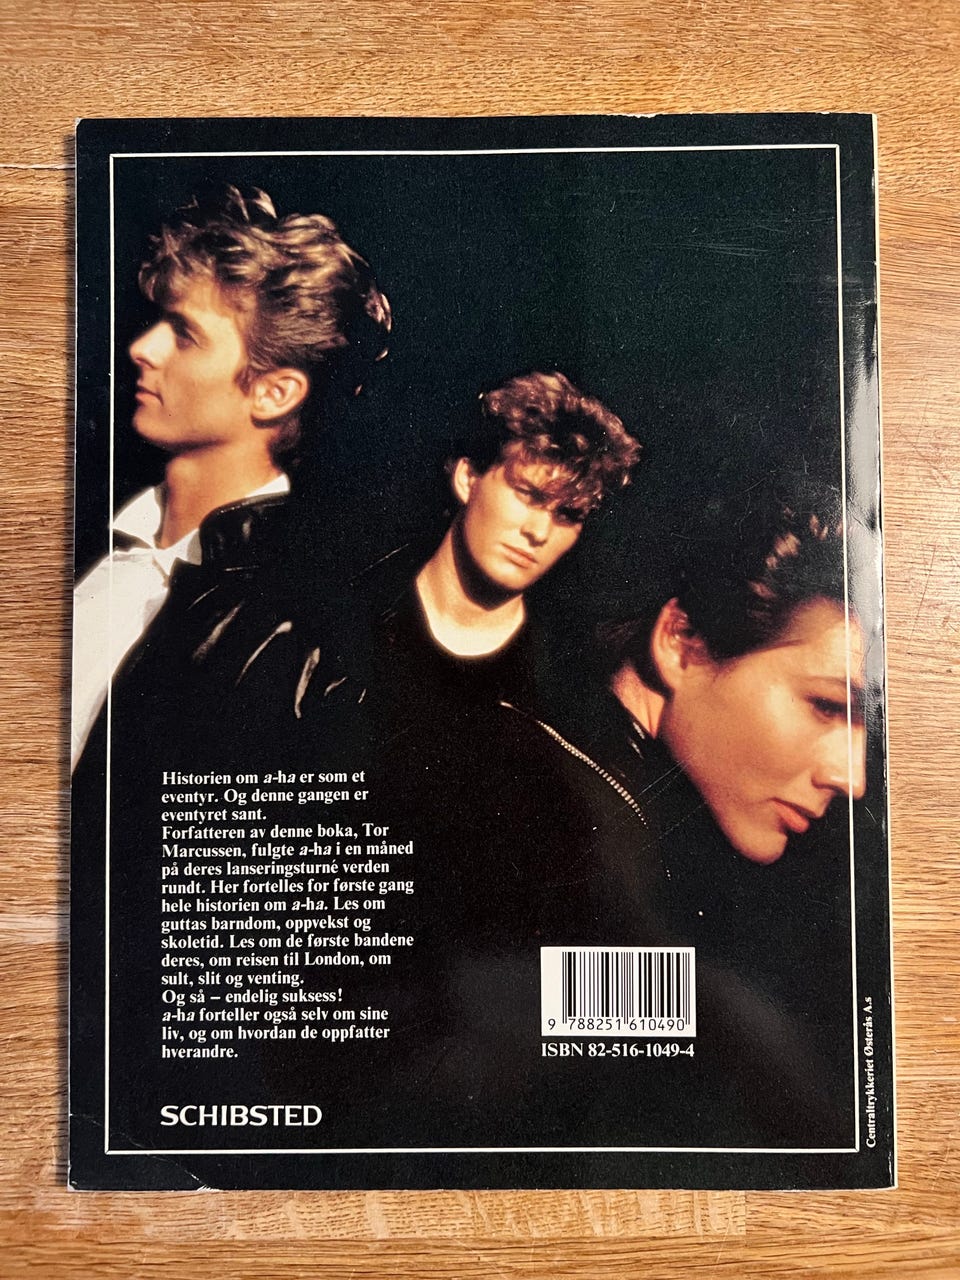 Historien om a-ha er som et
eventyr. Og denne gangen er
eventyret sant.
Forfatteren av denne boka, Tor
Marcussen, fulgte a-ha i en måned
på deres lanseringsturné verden
rundt. Her fortelles for første gang
hele historien om a-ha. Les om
guttas barndom, oppvekst og
skoletid. Les om de første bandene
deres, om reisen til London, om
sult, slit og venting.
Og så – endelig suksess!
a-ha forteller også selv om sine
liv, og om hvordan de oppfatter
hverandre.
SCHIBSTED
9 788251 610490
ISBN 82-516-1049-4
Centraltrykkeriet Østerås A.s